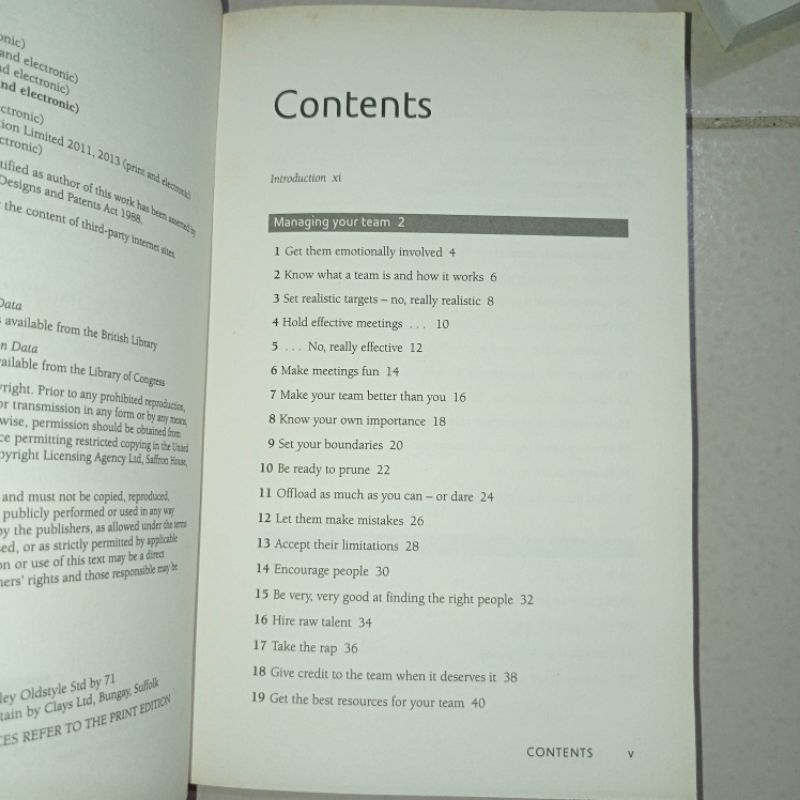 onic)
and electronic)
nd electronic)
and electronic)
ectronic)
tion Limited 2011, 2013 (print and electronic)
ctronic)
tified as author of this work has been asserted by
Designs and Patents Act 1988.
the content of third-party internet sites.
Data
s available from the British Library
n Data
vailable from the Library of Congress
yright. Prior to any prohibited reproduction,
or transmission in any form or by any means,
wise, permission should be obtained from
ce permitting restricted copying in the United
pyright Licensing Agency Ltd, Saffron House,
and must not be copied, reproduced,
publicly performed or used in any way
by the publishers, as allowed under the terms
sed, or as strictly permitted by applicable
on or use of this text may be a direct
hers' rights and those responsible may be
ley Oldstyle Std by 71
tain by Clays Ltd, Bungay, Suffolk
CES REFER TO THE PRINT EDITION
Contents
Introduction xi
Managing your team 2
1 Get them emotionally involved 4
2 Know what a team is and how it works 6
3 Set realistic targets – no, really realistic 8
4 Hold effective meetings ... 10
5 ... No, really effective 12
6 Make meetings fun 14
7 Make your team better than you 16
8 Know your own importance 18
9 Set your boundaries 20
10 Be ready to prune 22
11 Offload as much as you can – or dare 24
12 Let them make mistakes 26
13 Accept their limitations 28
14 Encourage people 30
15 Be very, very good at finding the right people 32
16 Hire raw talent 34
17 Take the rap 36
18 Give credit to the team when it deserves it 38
19 Get the best resources for your team 40
CONTENTS v